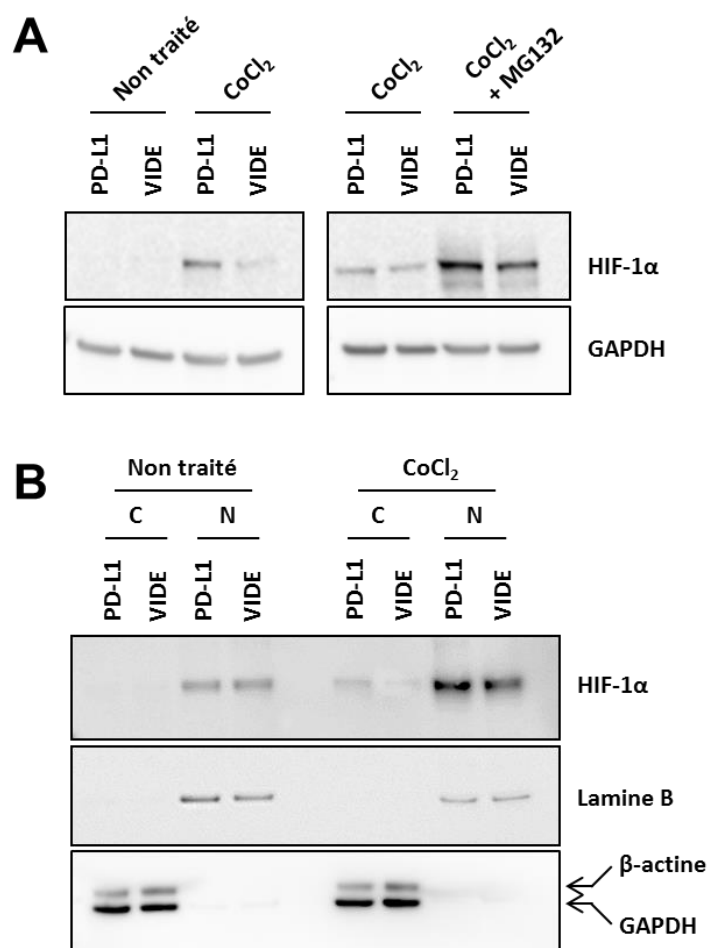 A
Non traité CoCl₂ CoCl₂ CoCl₂
+ MG132
PD-L1 VIDE PD-L1 VIDE PD-L1 VIDE PD-L1 VIDE
HIF-1α
GAPDH
B
Non traité CoCl₂
C N C N
PD-L1 VIDE PD-L1 VIDE PD-L1 VIDE PD-L1 VIDE
HIF-1α
Lamine B
β-actine
GAPDH